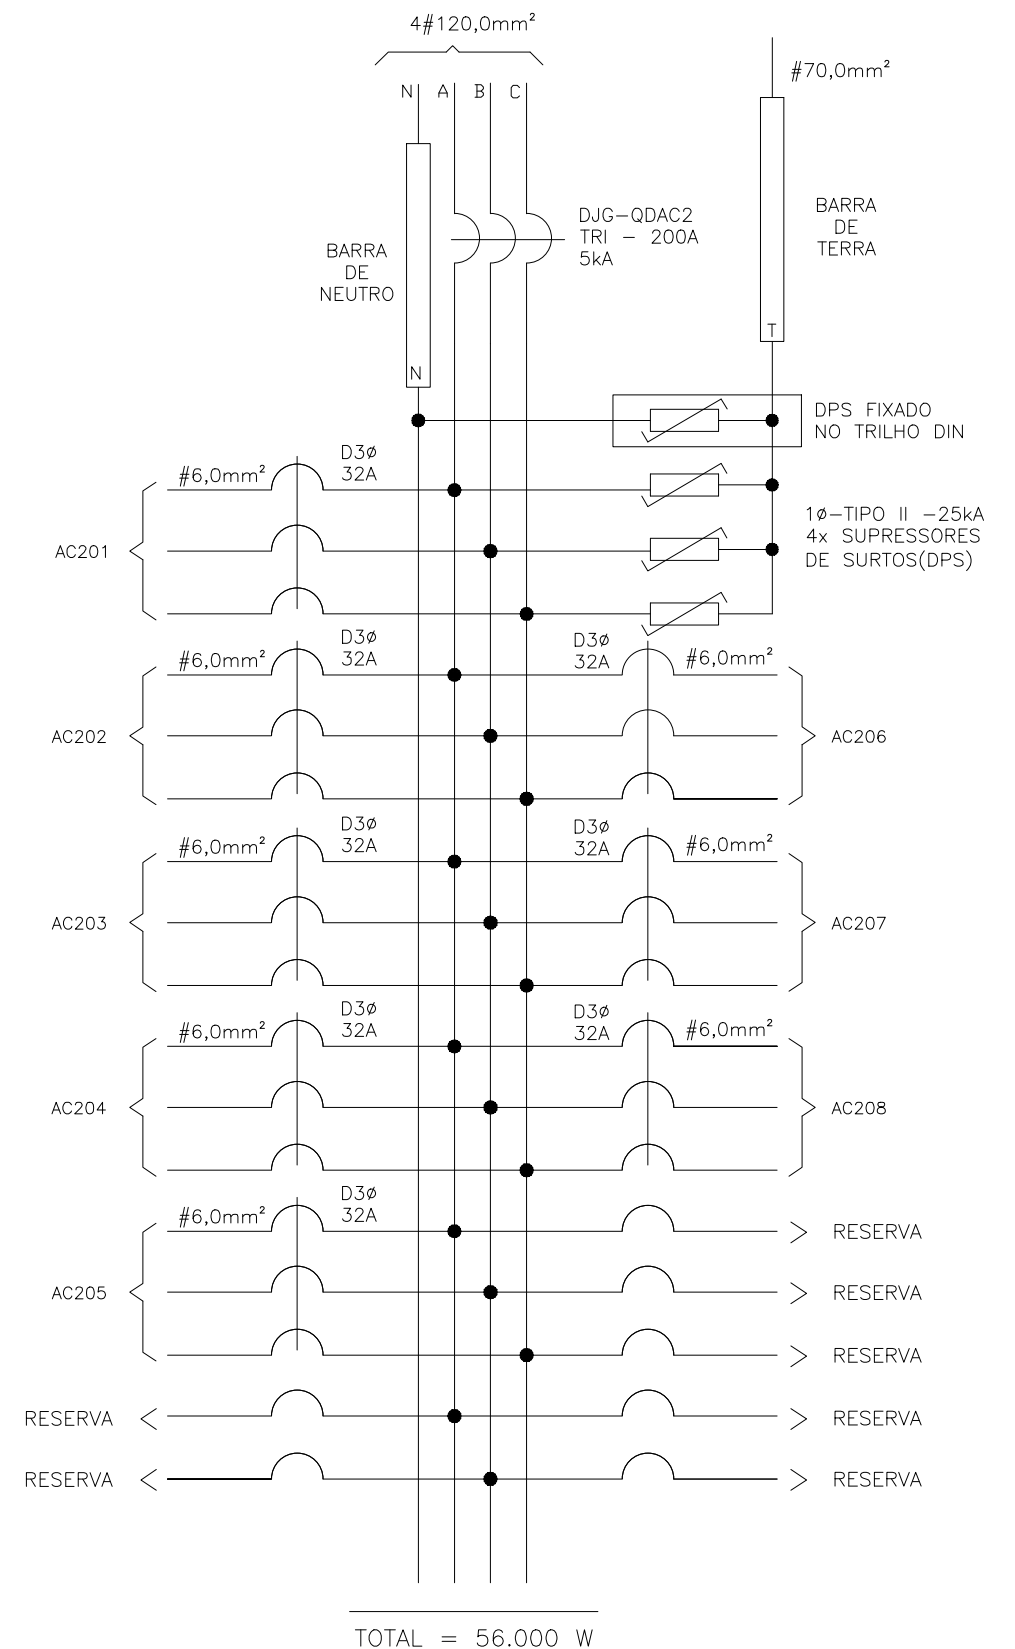 4#120,0mm²
#70,0mm²
N A B C
DJG-QDAC2
TRI - 200A
5kA
BARRA
DE
TERRA
BARRA
DE
NEUTRO
T
N
DPS FIXADO
NO TRILHO DIN
D3ø
32A
#6,0mm²
AC201
1ø-TIPO II -25kA
4x SUPRESSORES
DE SURTOS(DPS)
D3ø
32A
#6,0mm²
D3ø
32A
#6,0mm²
AC202
AC206
D3ø
32A
#6,0mm²
D3ø
32A
#6,0mm²
AC203
AC207
D3ø
32A
#6,0mm²
D3ø
32A
#6,0mm²
AC204
AC208
D3ø
32A
#6,0mm²
RESERVA
AC205
RESERVA
RESERVA
RESERVA
RESERVA
RESERVA
RESERVA
TOTAL = 56.000 W